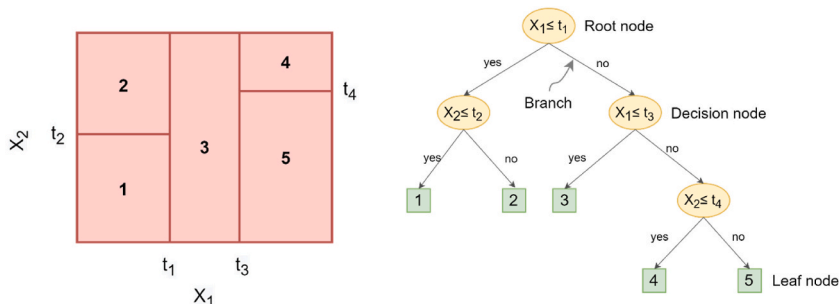 2
4
t₄
X₂
t₂
3
1
5
t₁
t₃
X₁
X₁≤ t₁
Root node
yes
no
Branch
X₂≤ t₂
X₁≤ t₃
Decision node
yes
no
yes
no
1
2
3
X₂≤ t₄
yes
no
4
5
Leaf node